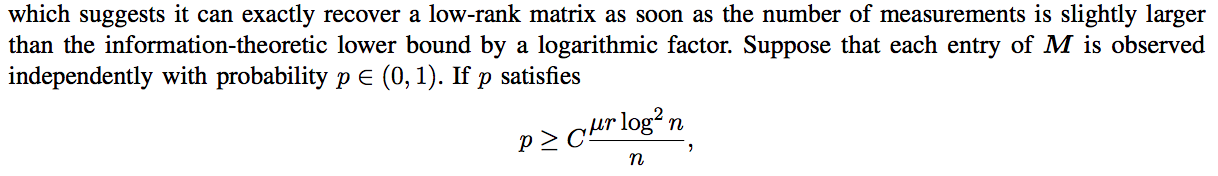 which suggests it can exactly recover a low-rank matrix as soon as the number of measurements is slightly larger
than the information-theoretic lower bound by a logarithmic factor. Suppose that each entry of M is observed
independently with probability p ∈ (0, 1). If p satisfies
p ≥ C \frac{μr log² n}{n},